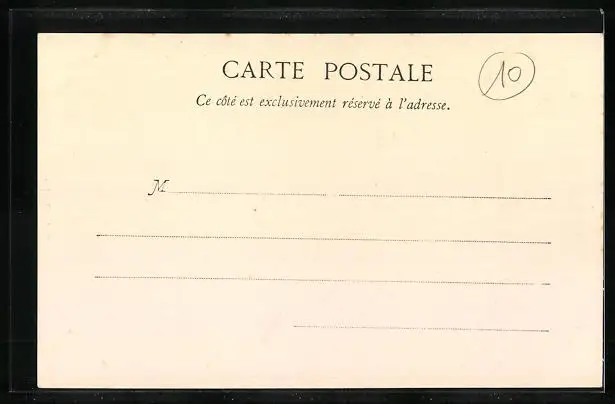 CARTE POSTALE
10
Ce côté est exclusivement réservé à l'adresse.
M